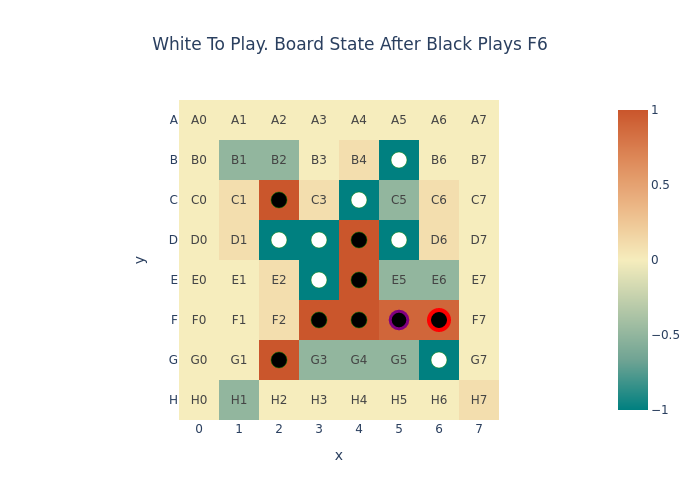 White To Play. Board State After Black Plays F6
A A0 A1 A2 A3 A4 A5 A6 A7
B B0 B1 B2 B3 B4 B6 B7
C C0 C1 C3 C5 C6 C7
D D0 D1 D6 D7
E E0 E1 E2 E5 E6 E7
F F0 F1 F2 F7
G G0 G1 G3 G4 G5 G7
H H0 H1 H2 H3 H4 H5 H6 H7
0 1 2 3 4 5 6 7
x
y
1
0.5
0
−0.5
−1